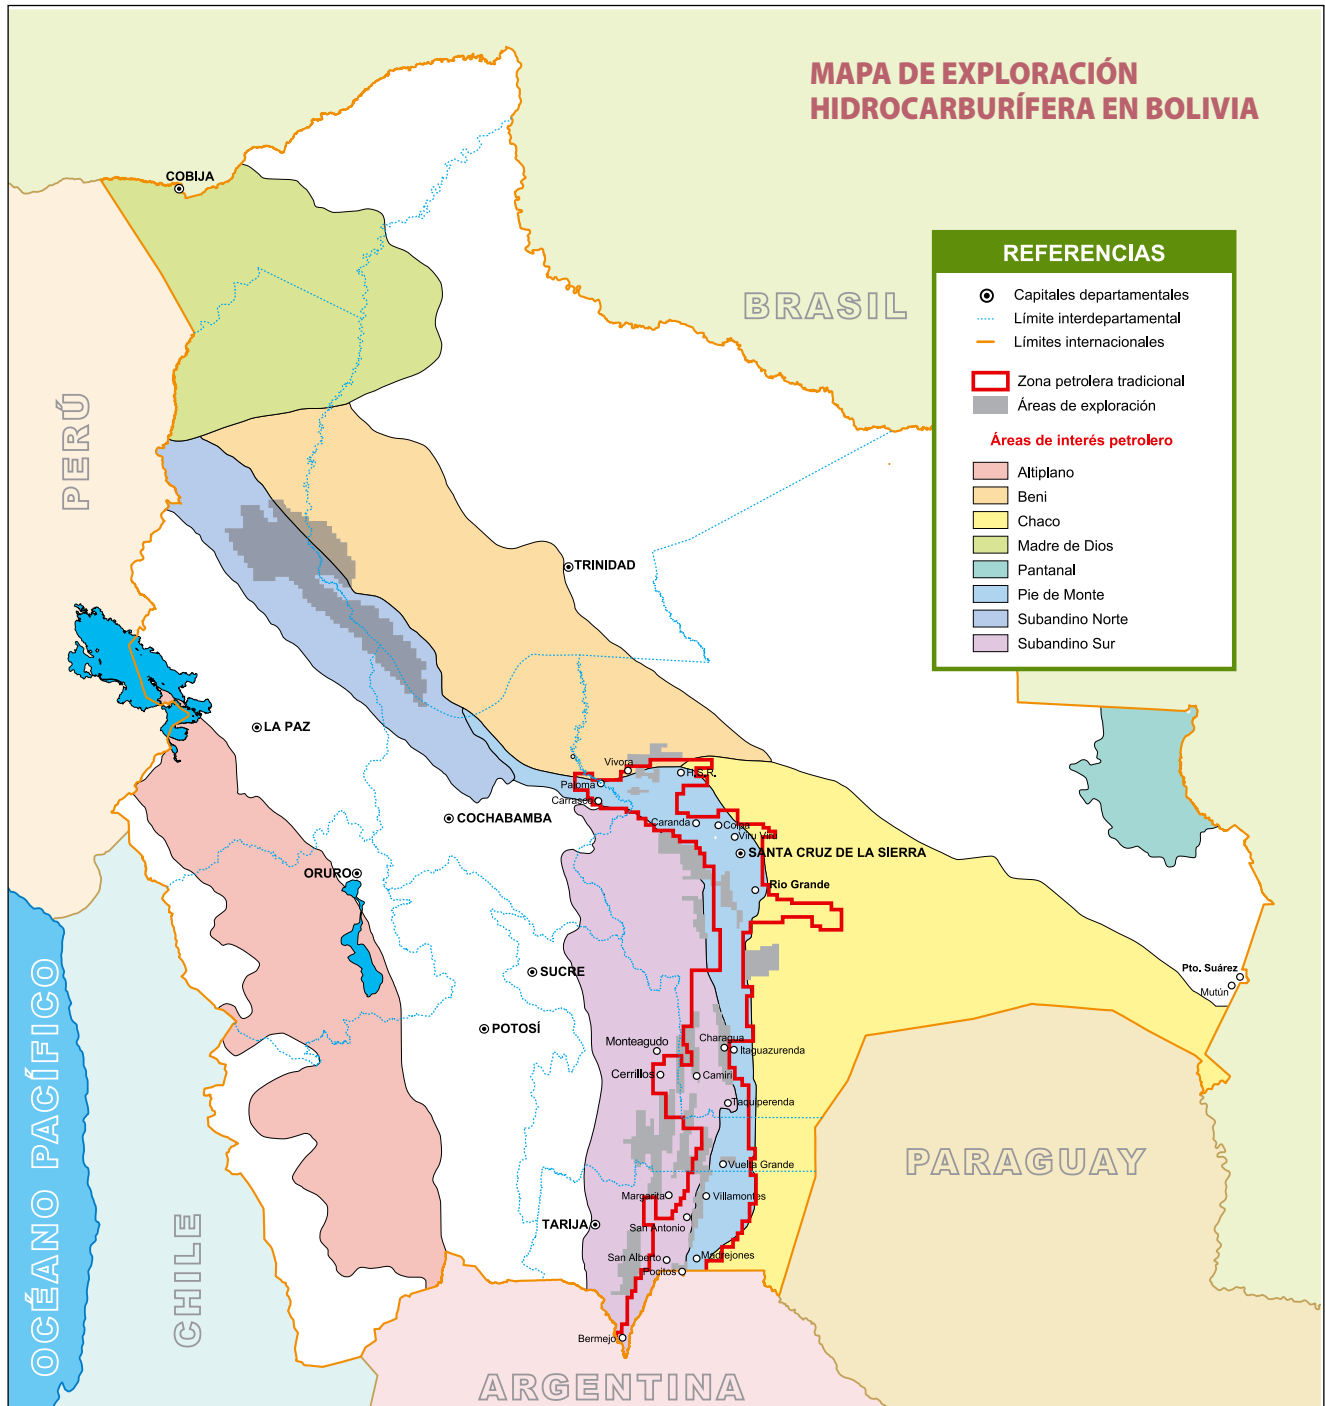 MAPA DE EXPLORACIÓN
HIDROCARBURÍFERA EN BOLIVIA
COBIJA
BRASIL
REFERENCIAS
Capitales departamentales
Límite interdepartamental
Límites internacionales
Zona petrolera tradicional
Áreas de exploración
Áreas de interés petrolero
Altiplano
Beni
Chaco
Madre de Dios
Pantanal
Pie de Monte
Subandino Norte
Subandino Sur
PERÚ
TRINIDAD
LA PAZ
Vivora
H.S.R.
Paloma
Carrasco
COCHABAMBA
Caranda
Colpa
Viru Viru
SANTA CRUZ DE LA SIERRA
ORURO
Rio Grande
SUCRE
Pto. Suárez
Mutún
POTOSÍ
Monteagudo
Charagua
Itaguazurenda
Cerrillos
Camiri
Taquiperenda
PARAGUAY
Vuelta Grande
Margarita
Villamontes
TARIJA
San Antonio
San Alberto
Madrejones
Pocitos
Bermejo
OCÉANO PACÍFICO
CHILE
ARGENTINA